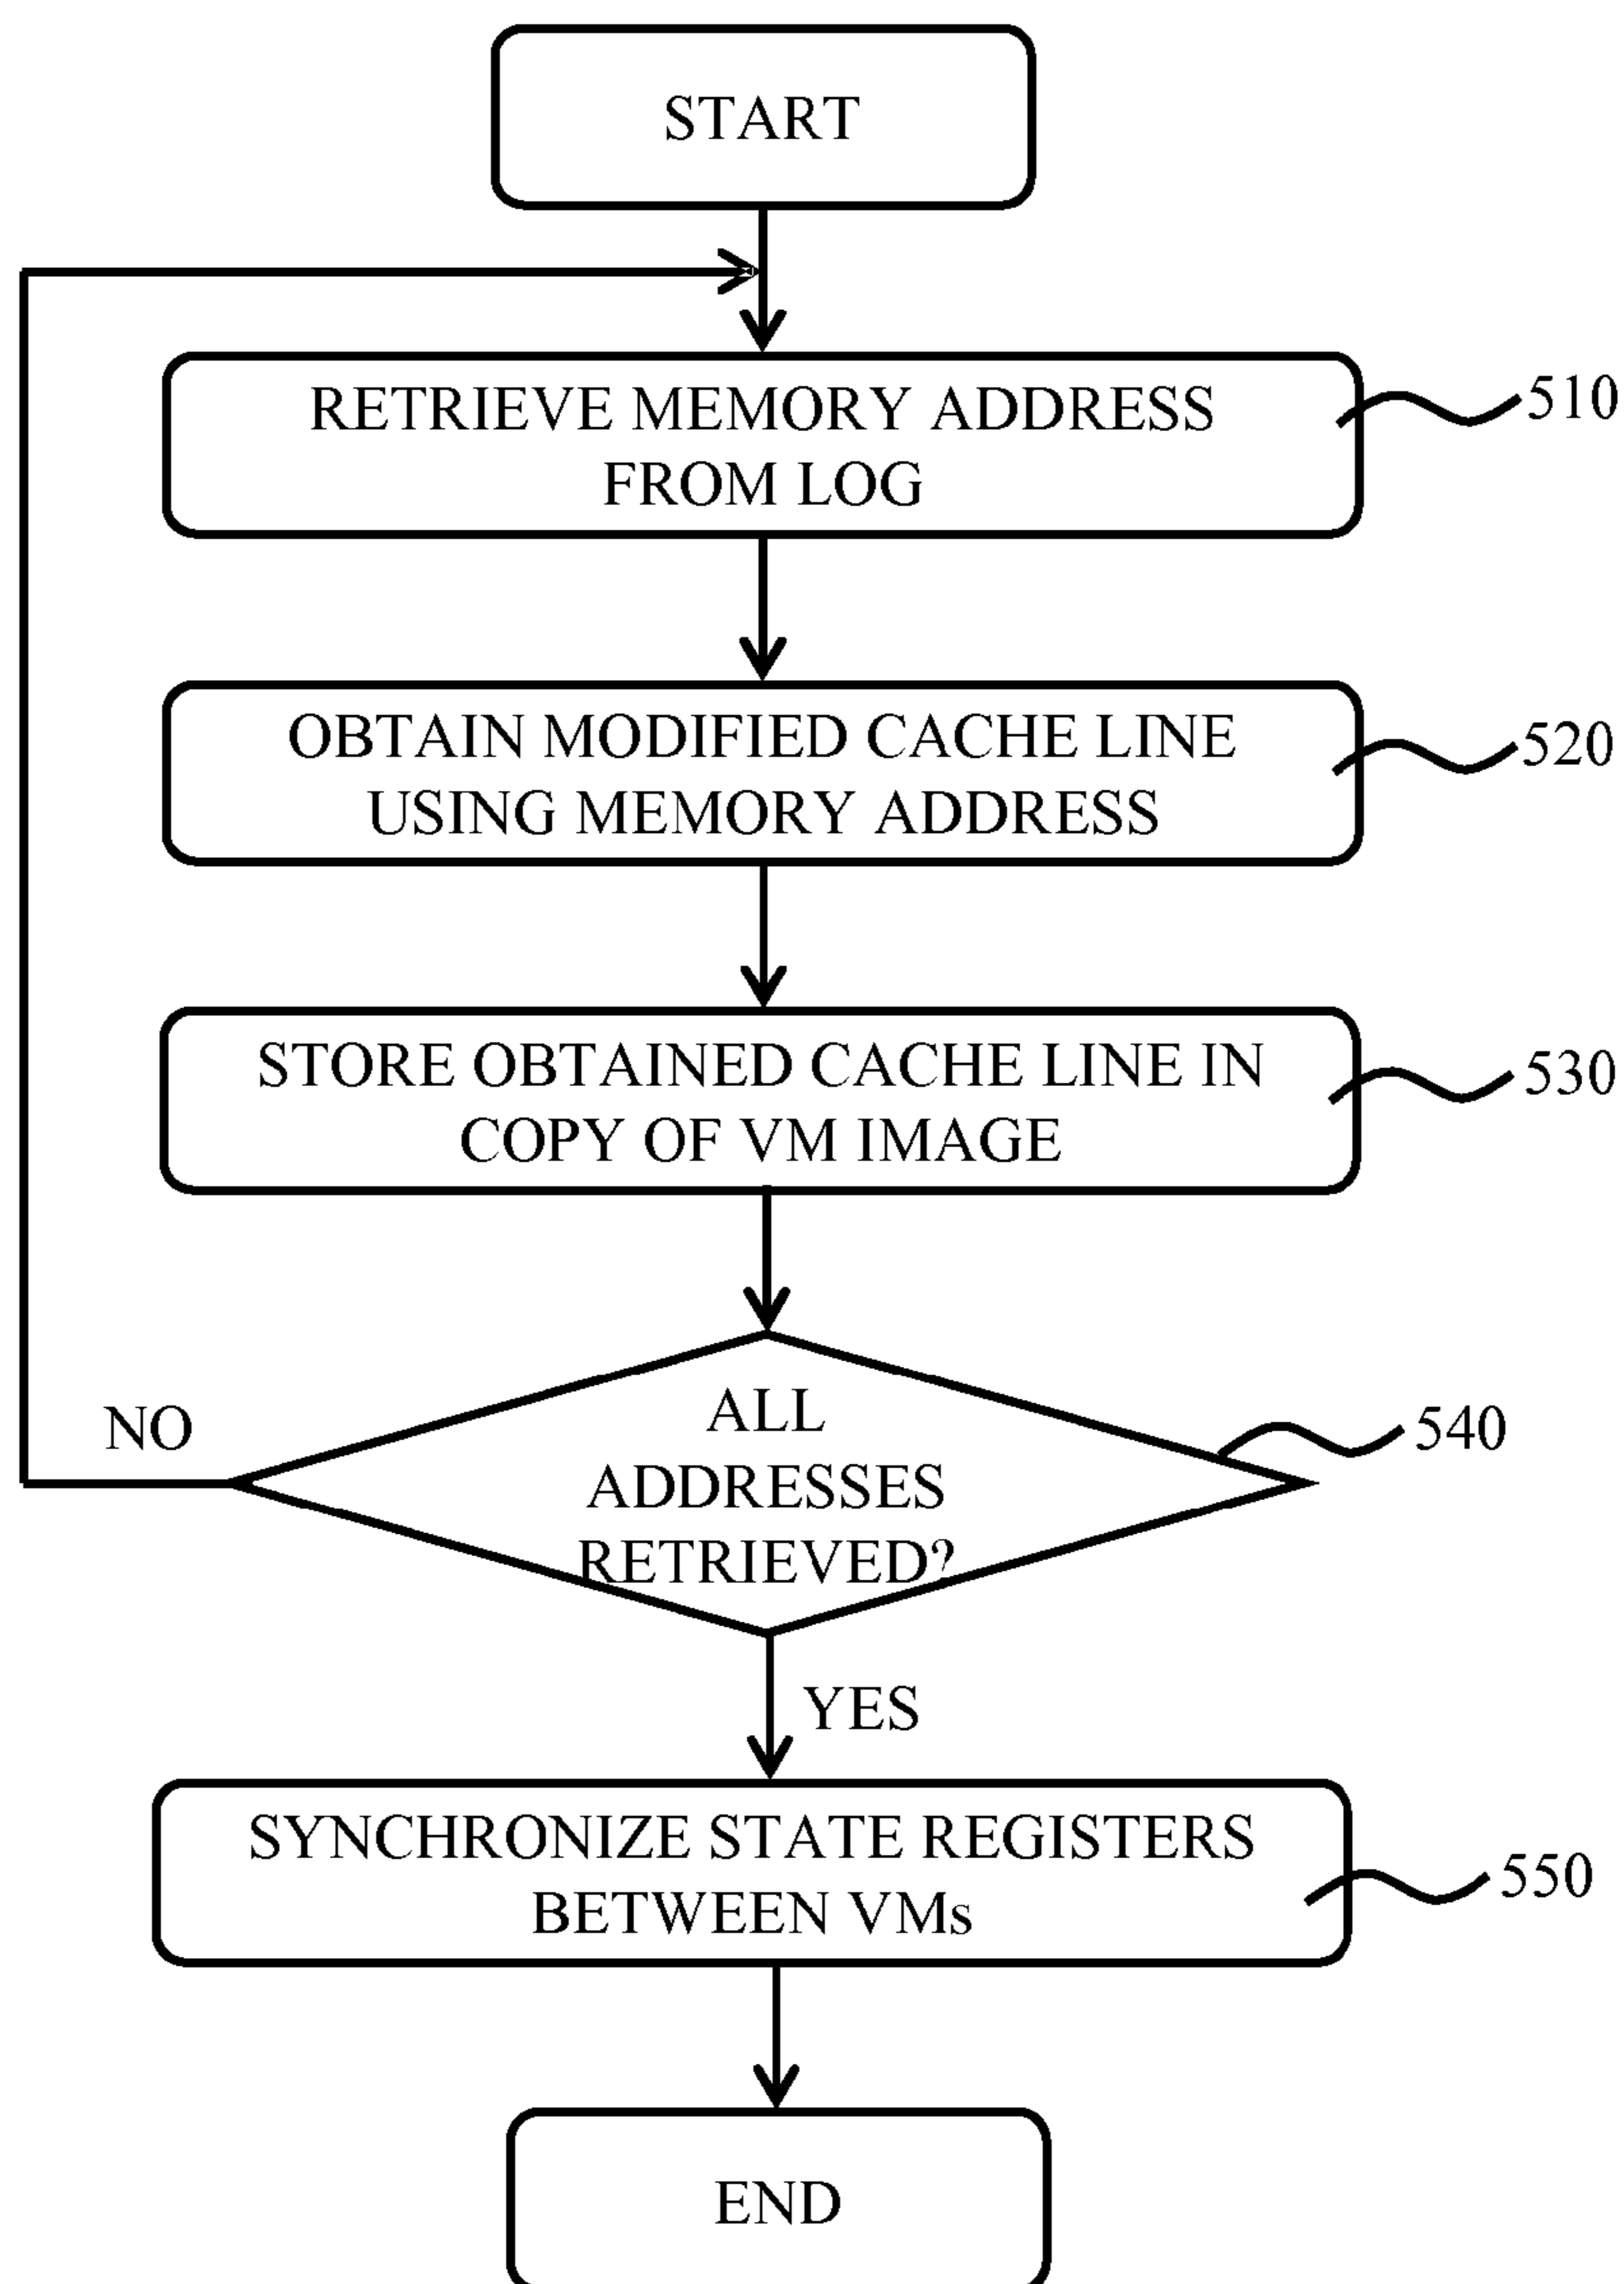 START
RETRIEVE MEMORY ADDRESS
FROM LOG
510
OBTAIN MODIFIED CACHE LINE
USING MEMORY ADDRESS
520
STORE OBTAINED CACHE LINE IN
COPY OF VM IMAGE
530
ALL
ADDRESSES
RETRIEVED?
540
NO
YES
SYNCHRONIZE STATE REGISTERS
BETWEEN VMs
550
END